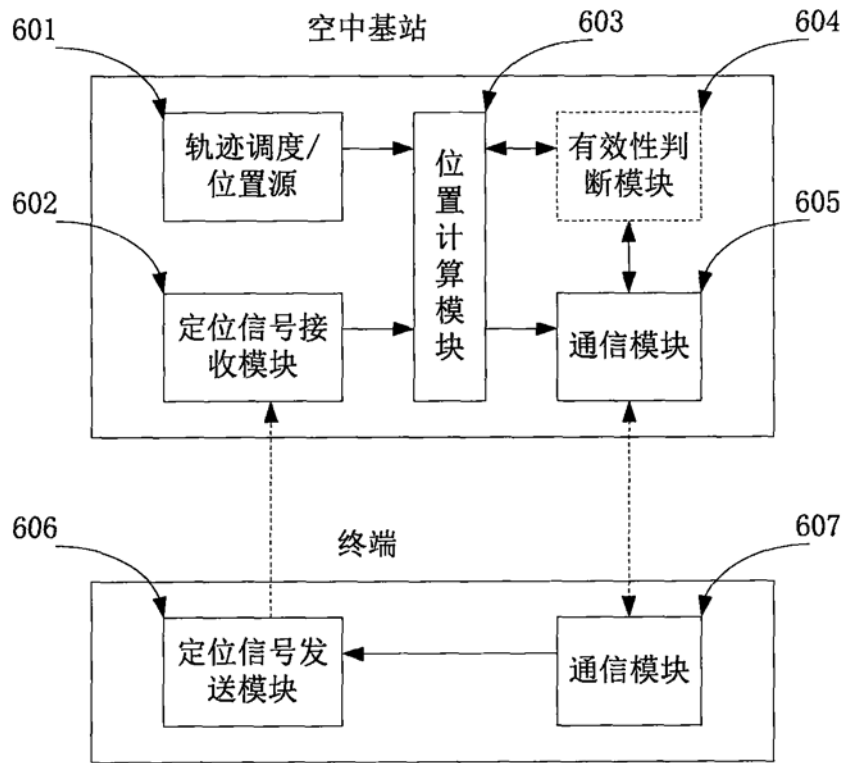 601
空中基站
603
604
轨迹调度/
位置源
位置计算模块
有效性判
断模块
602
605
定位信号接
收模块
通信模块
606
终端
607
定位信号发
送模块
通信模块